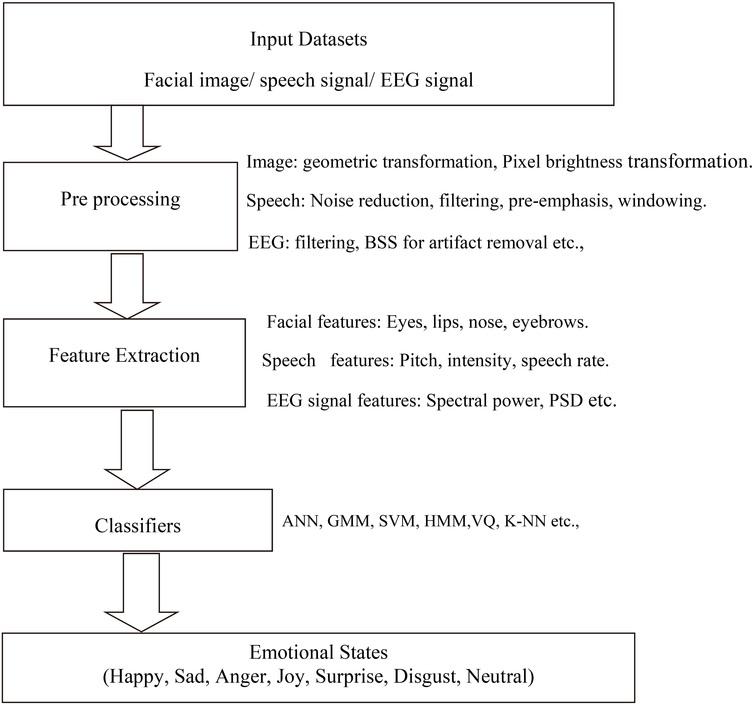 Input Datasets
Facial image/ speech signal/ EEG signal
Image: geometric transformation, Pixel brightness transformation.
Pre processing
Speech: Noise reduction, filtering, pre-emphasis, windowing.
EEG: filtering, BSS for artifact removal etc.,
Facial features: Eyes, lips, nose, eyebrows.
Feature Extraction
Speech features: Pitch, intensity, speech rate.
EEG signal features: Spectral power, PSD etc.
Classifiers
ANN, GMM, SVM, HMM,VQ, K-NN etc.,
Emotional States
(Happy, Sad, Anger, Joy, Surprise, Disgust, Neutral)